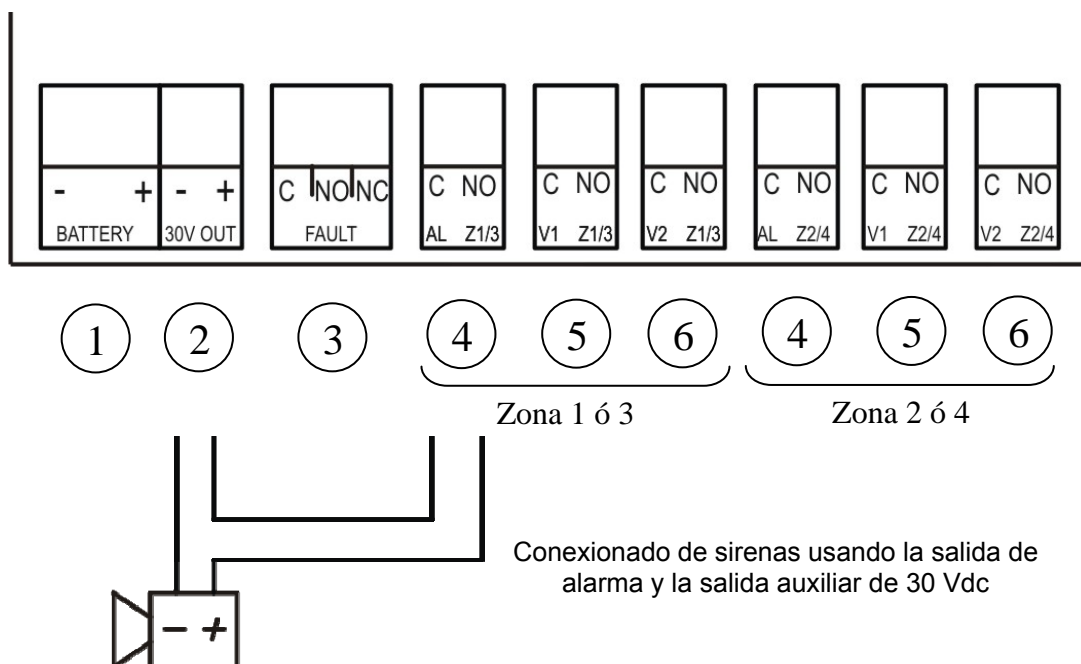 - + - + C NO NC C NO C NO C NO C NO C NO C NO
BATTERY 30V OUT FAULT AL Z1/3 V1 Z1/3 V2 Z1/3 AL Z2/4 V1 Z2/4 V2 Z2/4
1 2 3 4 5 6 4 5 6
Zona 1 ó 3 Zona 2 ó 4
Conexionado de sirenas usando la salida de
alarma y la salida auxiliar de 30 Vdc
- +